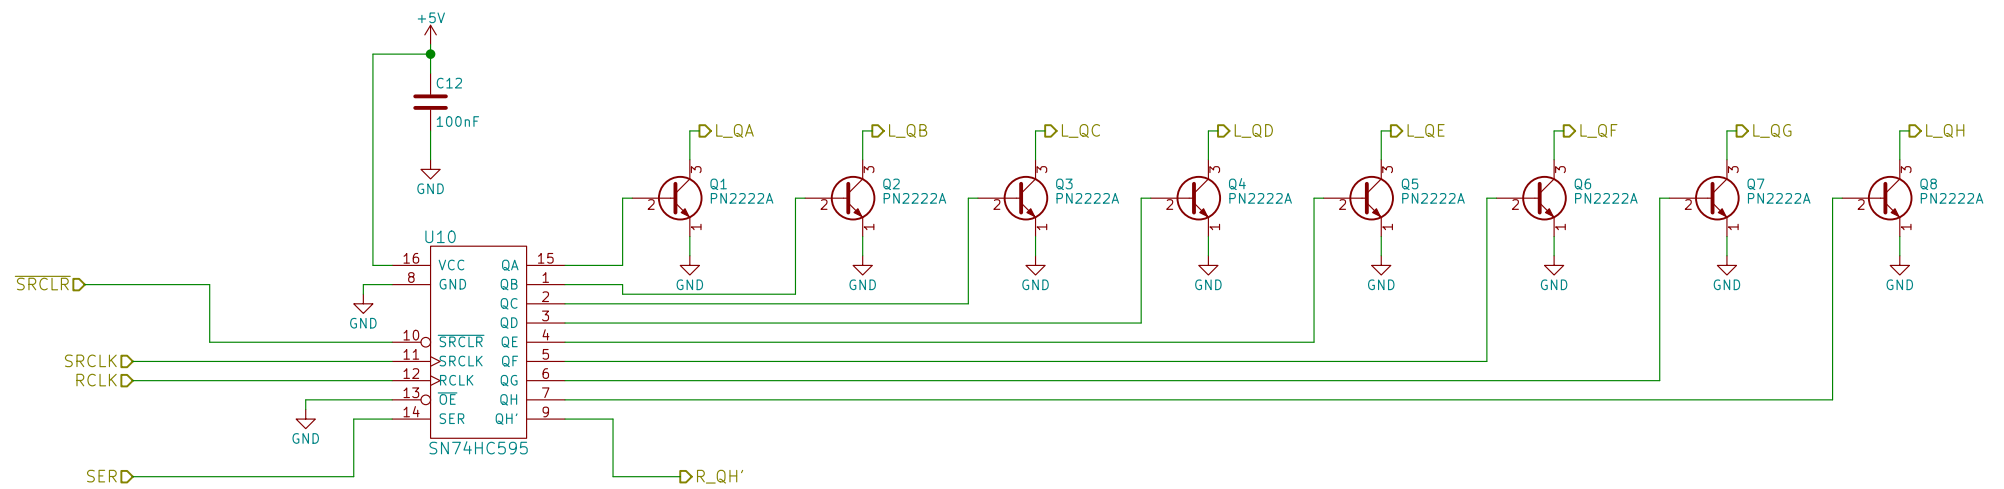 +5V
C12
100nF
GND
L_QA
L_QB
L_QC
L_QD
L_QE
L_QF
L_QG
L_QH
3
3
3
3
3
3
3
3
Q1
PN2222A
Q2
PN2222A
Q3
PN2222A
Q4
PN2222A
Q5
PN2222A
Q6
PN2222A
Q7
PN2222A
Q8
PN2222A
2
2
2
2
2
2
2
2
1
1
1
1
1
1
1
1
GND
GND
GND
GND
GND
GND
GND
GND
U10
16 VCC QA 15
8 GND QB 1
QC 2
QD 3
10 SRCLR QE 4
11 SRCLK QF 5
12 RCLK QG 6
13 OE QH 7
14 SER QH' 9
SN74HC595
SRCLR
GND
SRCLK
RCLK
GND
SER
R_QH'